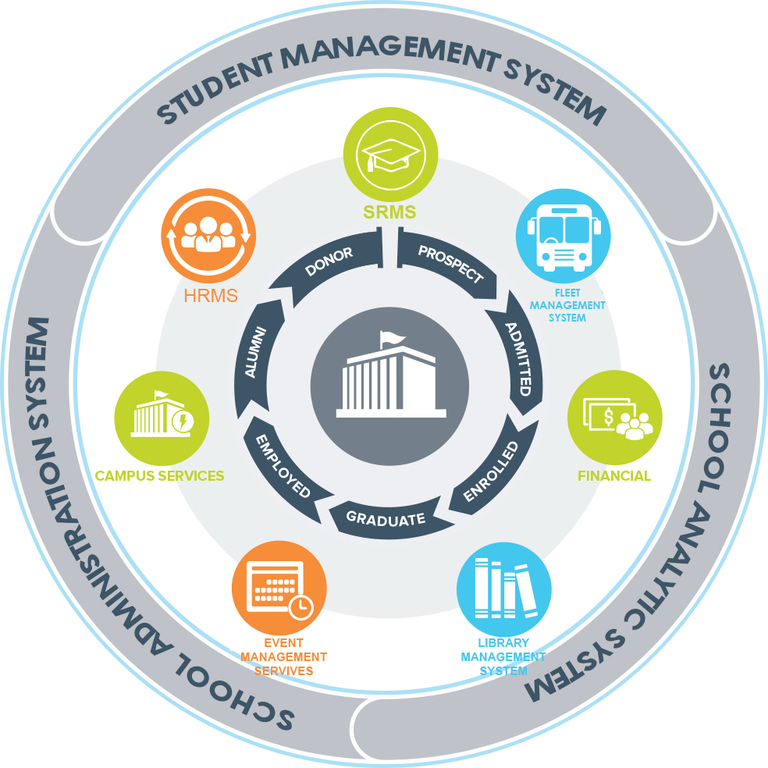 STUDENT MANAGEMENT SYSTEM
SRMS
HRMS
FLEET
MANAGEMENT
SYSTEM
DONOR
PROSPECT
ALUMNI
ADMITTED
SCHOOL ADMINISTRATION SYSTEM
SCHOOL ANALYTIC SYSTEM
$
CAMPUS SERVICES
FINANCIAL
EMPLOYED
ENROLLED
GRADUATE
EVENT
MANAGEMENT
SERVIVES
LIBRARY
MANAGEMENT
SYSTEM